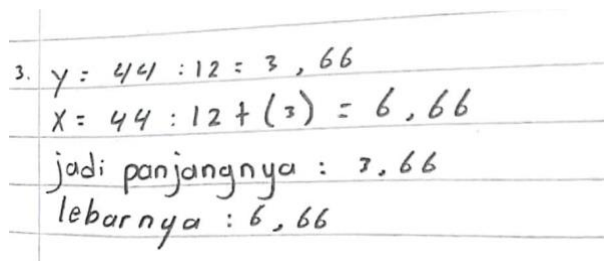 3. y = 44 : 12 = 3, 66
x = 44 : 12 + (3) = 6, 66
jadi panjangnya : 3, 66
lebarnya : 6, 66